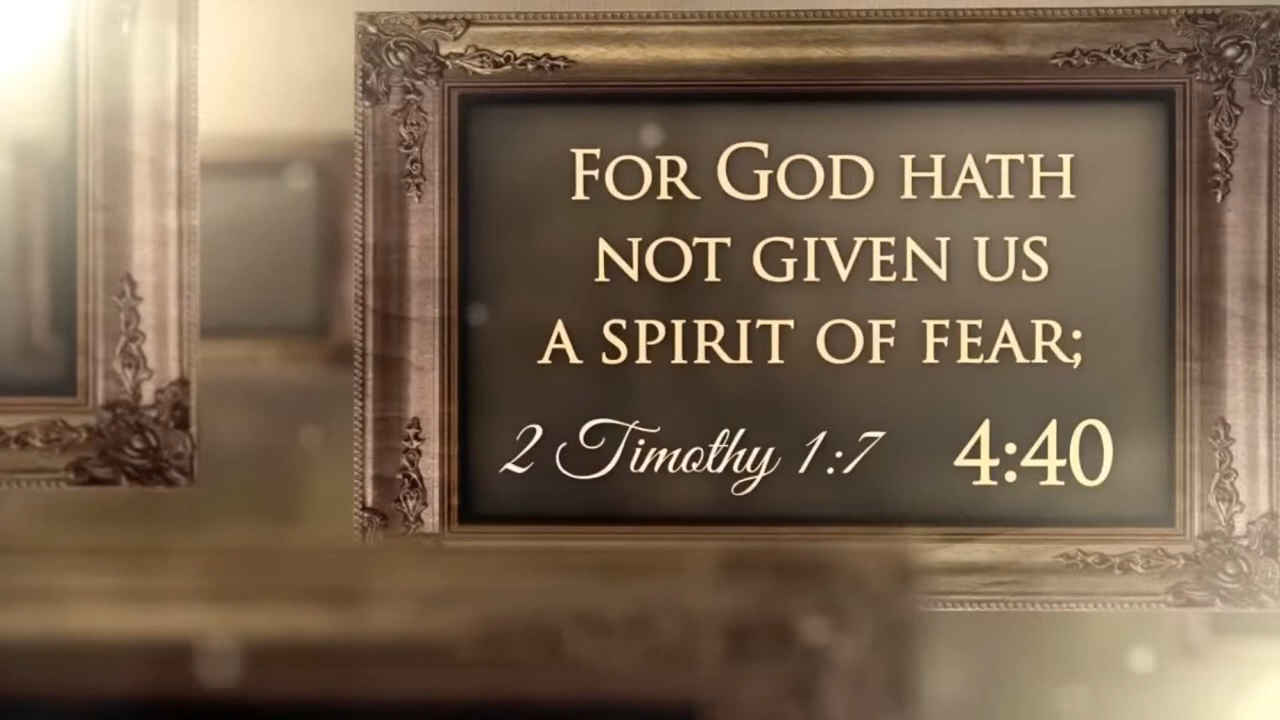 For God hath
not given us
a spirit of fear;
2 Timothy 1:7 4:40